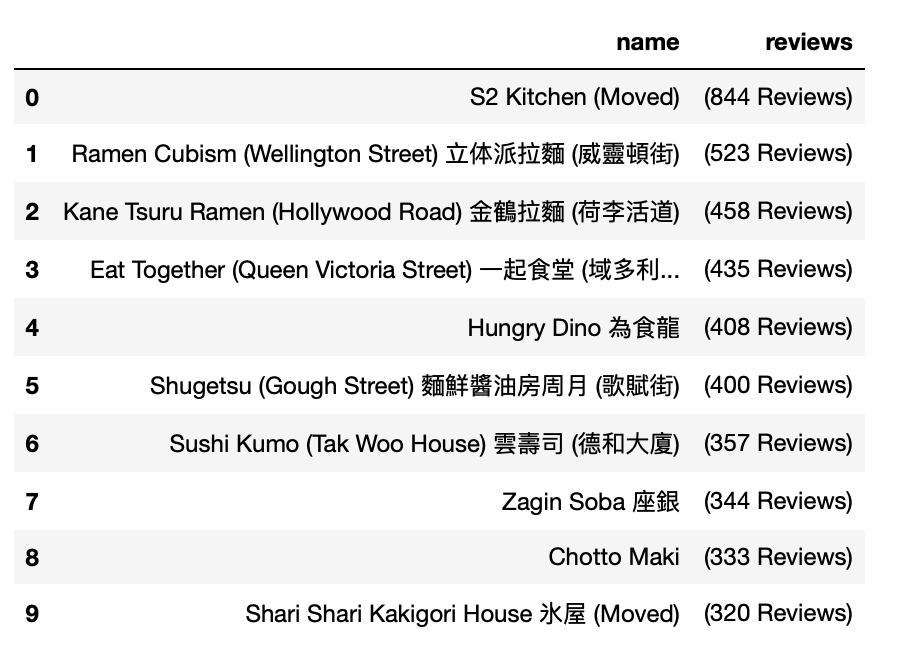 name reviews
0 S2 Kitchen (Moved) (844 Reviews)
1 Ramen Cubism (Wellington Street) 立体派拉麵 (威靈頓街) (523 Reviews)
2 Kane Tsuru Ramen (Hollywood Road) 金鶴拉麵 (荷李活道) (458 Reviews)
3 Eat Together (Queen Victoria Street) 一起食堂 (域多利... (435 Reviews)
4 Hungry Dino 為食龍 (408 Reviews)
5 Shugetsu (Gough Street) 麵鮮醬油房周月 (歌賦街) (400 Reviews)
6 Sushi Kumo (Tak Woo House) 雲壽司 (德和大廈) (357 Reviews)
7 Zagin Soba 座銀 (344 Reviews)
8 Chotto Maki (333 Reviews)
9 Shari Shari Kakigori House 氷屋 (Moved) (320 Reviews)